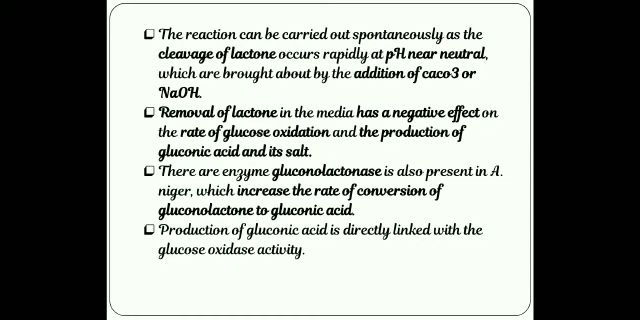 ❑ The reaction can be carried out spontaneously as the
cleavage of lactone occurs rapidly at pH near neutral,
which are brought about by the addition of caco3 or
NaOH.
❑ Removal of lactone in the media has a negative effect on
the rate of glucose oxidation and the production of
gluconic acid and its salt.
❑ There are enzyme gluconolactonase is also present in A.
niger, which increase the rate of conversion of
gluconolactone to gluconic acid.
❑ Production of gluconic acid is directly linked with the
glucose oxidase activity.